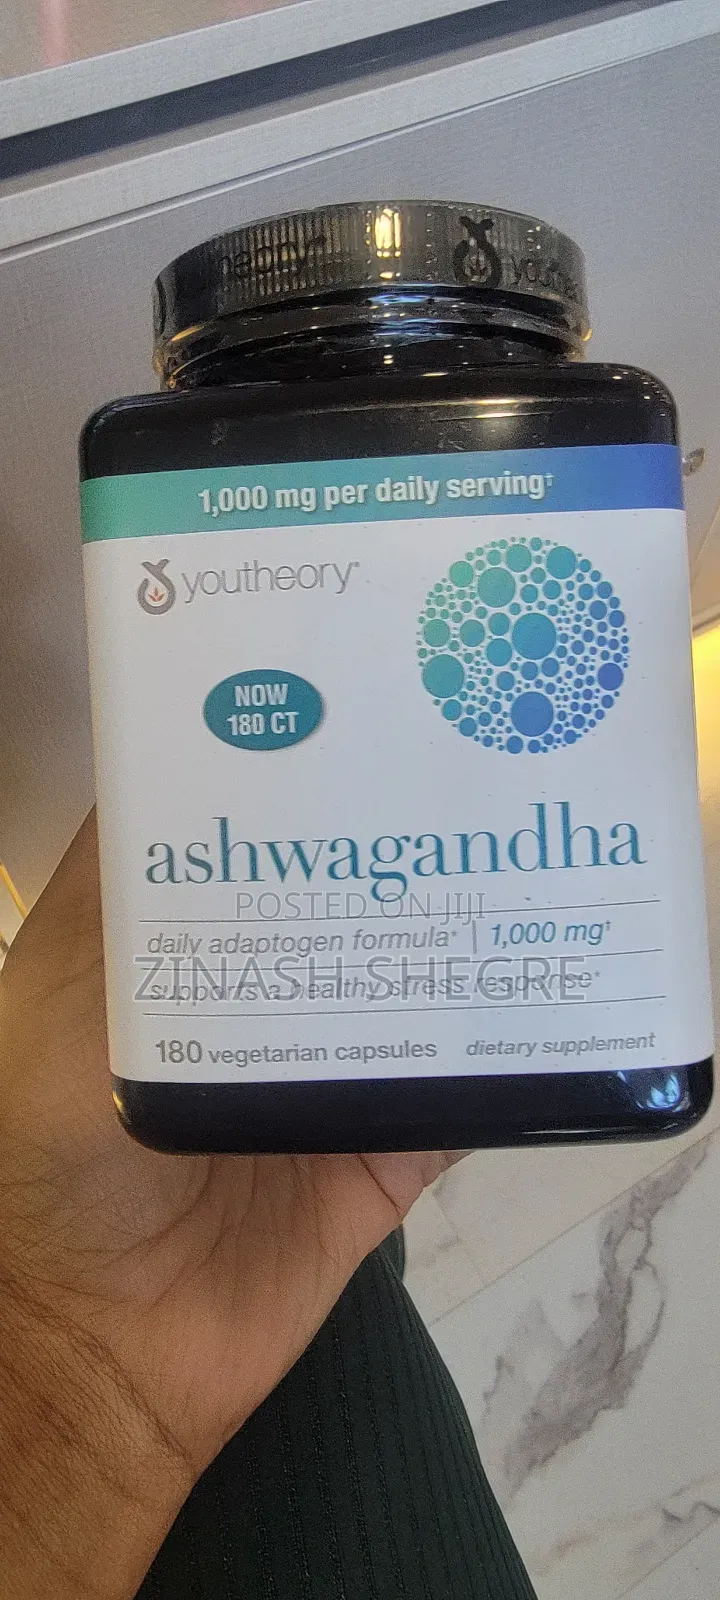 youtheory
1,000 mg per daily serving‡
youtheory®
NOW
180 CT
ashwagandha
POSTED ON JIJI
daily adaptogen formula* | 1,000 mg†
ZINASH SHEGRE
supports a healthy stress response*
180 vegetarian capsules dietary supplement